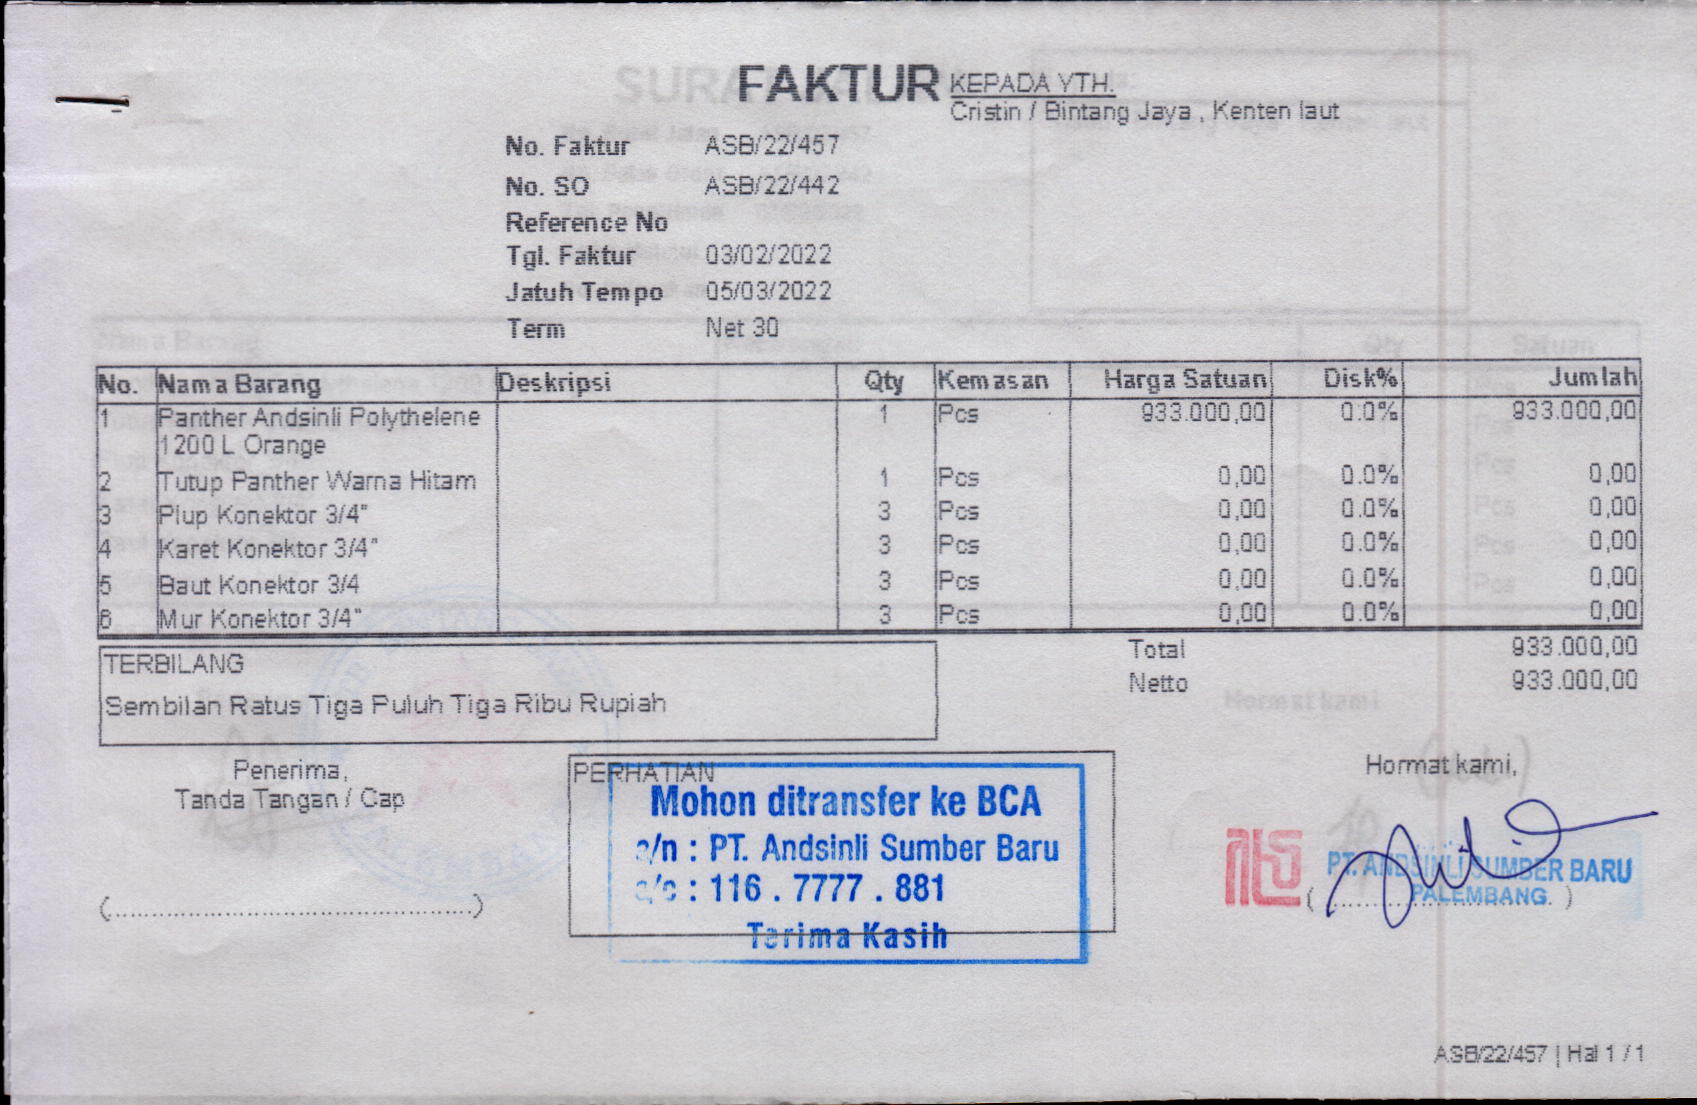 FAKTUR
KEPADA YTH.
Cristin / Bintang Jaya , Kenten laut
No. Faktur ASB/22/457
No. SO ASB/22/442
Reference No
Tgl. Faktur 03/02/2022
Jatuh Tempo 05/03/2022
Term Net 30
No. Nama Barang Deskripsi Qty Kemasan Harga Satuan Disk% Jumlah
1 Panther Andsinli Polythelene 1 Pcs 933.000,00 0.0% 933.000,00
1200 L Orange
2 Tutup Panther Warna Hitam 1 Pcs 0,00 0.0% 0,00
3 Plup Konektor 3/4" 3 Pcs 0,00 0.0% 0,00
4 Karet Konektor 3/4" 3 Pcs 0,00 0.0% 0,00
5 Baut Konektor 3/4 3 Pcs 0,00 0.0% 0,00
6 Mur Konektor 3/4" 3 Pcs 0,00 0.0% 0,00
Total 933.000,00
Netto 933.000,00
TERBILANG
Sembilan Ratus Tiga Puluh Tiga Ribu Rupiah
Penerima,
Tanda Tangan / Cap
(..................................................)
PERHATIAN
Mohon ditransfer ke BCA
a/n : PT. Andsinli Sumber Baru
a/c : 116 . 7777 . 881
Terima Kasih
Hormat kami,
PT. ANDSINLI SUMBER BARU
PALEMBANG.
ASB/22/457 | Hal 1 / 1